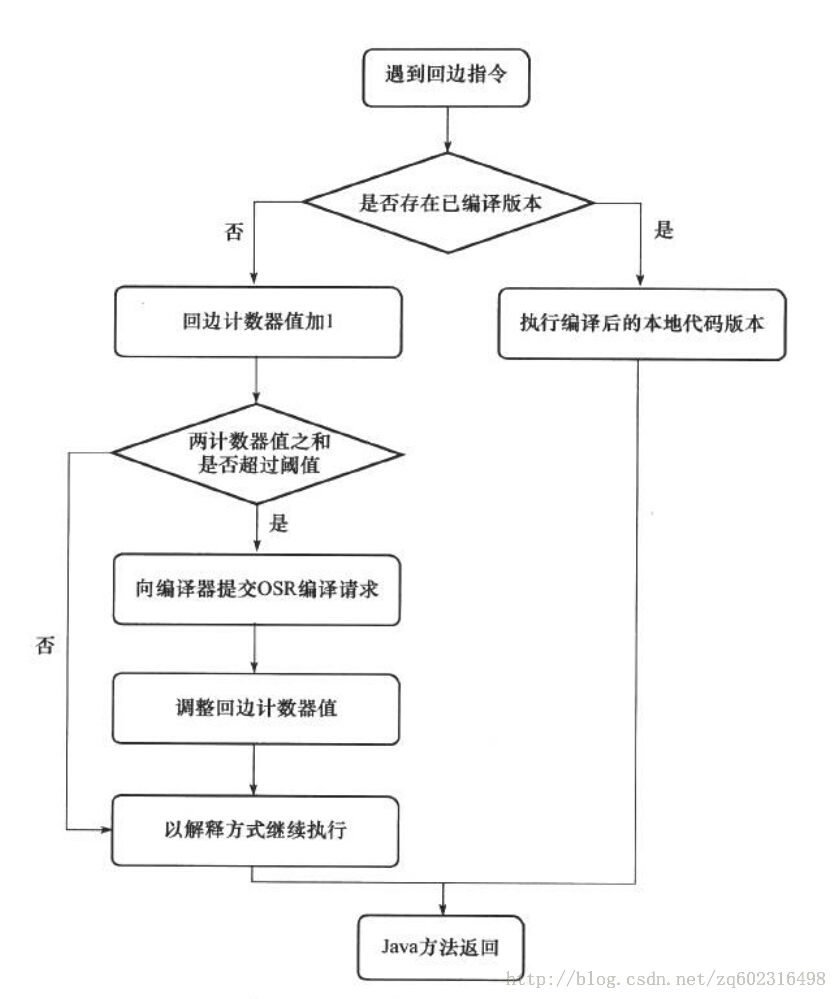 遇到回边指令
是否存在已编译版本
否
是
回边计数器值加1
执行编译后的本地代码版本
两计数器值之和
是否超过阈值
是
向编译器提交OSR编译请求
否
调整回边计数器值
以解释方式继续执行
Java方法返回
http://blog.csdn.net/zq602316498